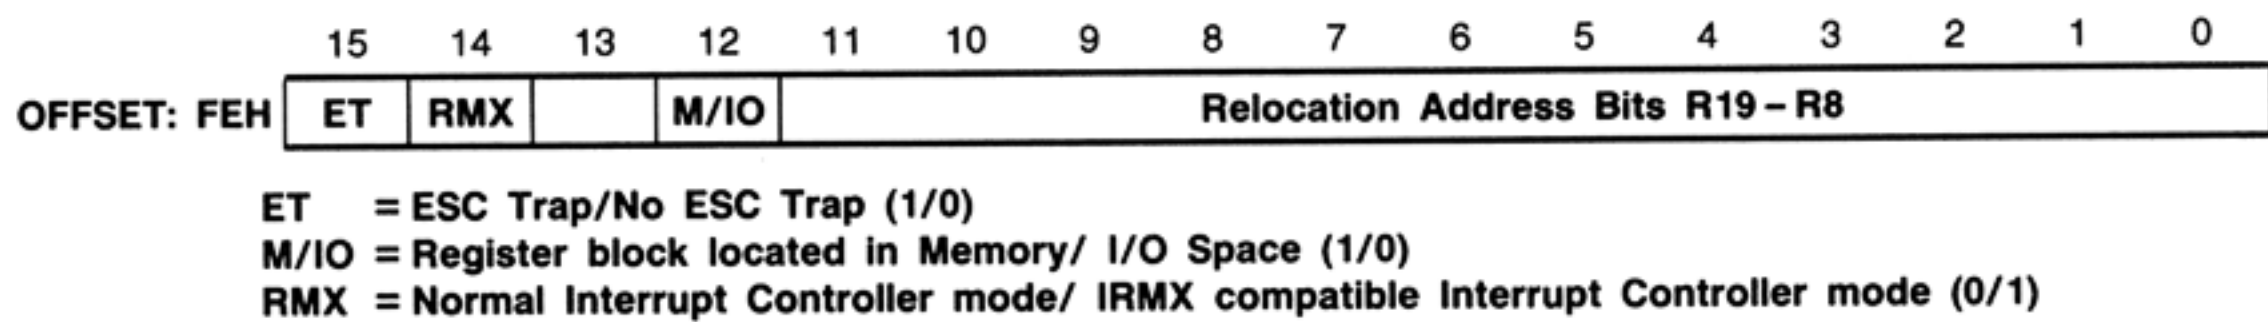 15 14 13 12 11 10 9 8 7 6 5 4 3 2 1 0
OFFSET: FEH ET RMX M/IO Relocation Address Bits R19–R8
ET = ESC Trap/No ESC Trap (1/0)
M/IO = Register block located in Memory/ I/O Space (1/0)
RMX = Normal Interrupt Controller mode/ IRMX compatible Interrupt Controller mode (0/1)